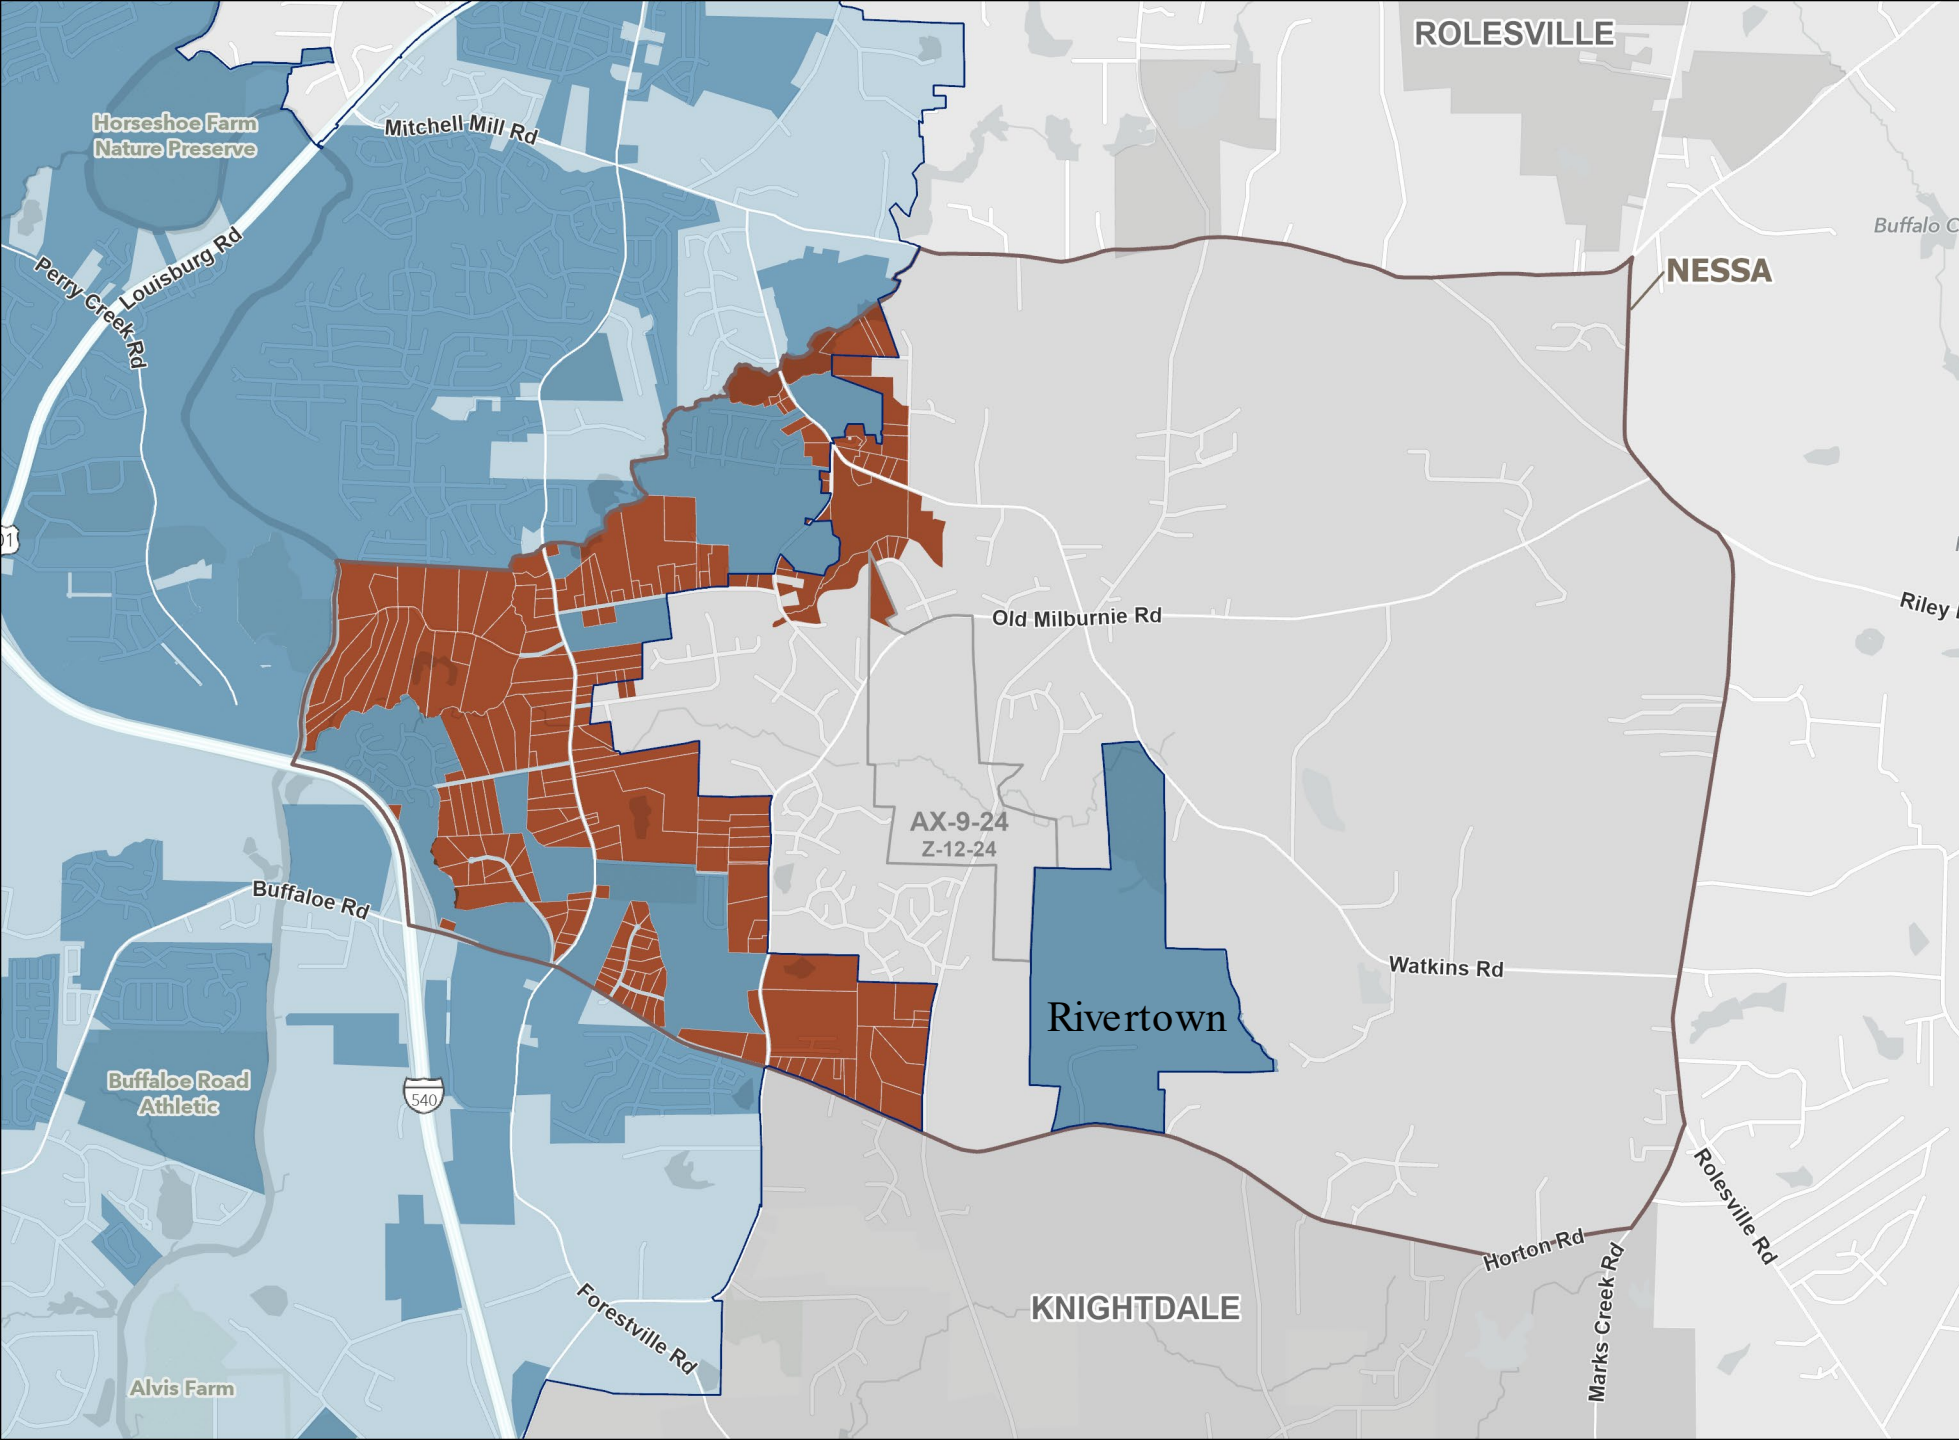 ROLESVILLE
Horseshoe Farm
Nature Preserve
Mitchell Mill Rd
Buffalo C
Louisburg Rd
NESSA
Perry Creek Rd
01
Riley
Old Milburnie Rd
AX-9-24
Z-12-24
Buffaloe Rd
Watkins Rd
Rivertown
Buffaloe Road
Athletic
540
Rolesville Rd
Horton Rd
KNIGHTDALE
Marks Creek Rd
Forestville Rd
Alvis Farm